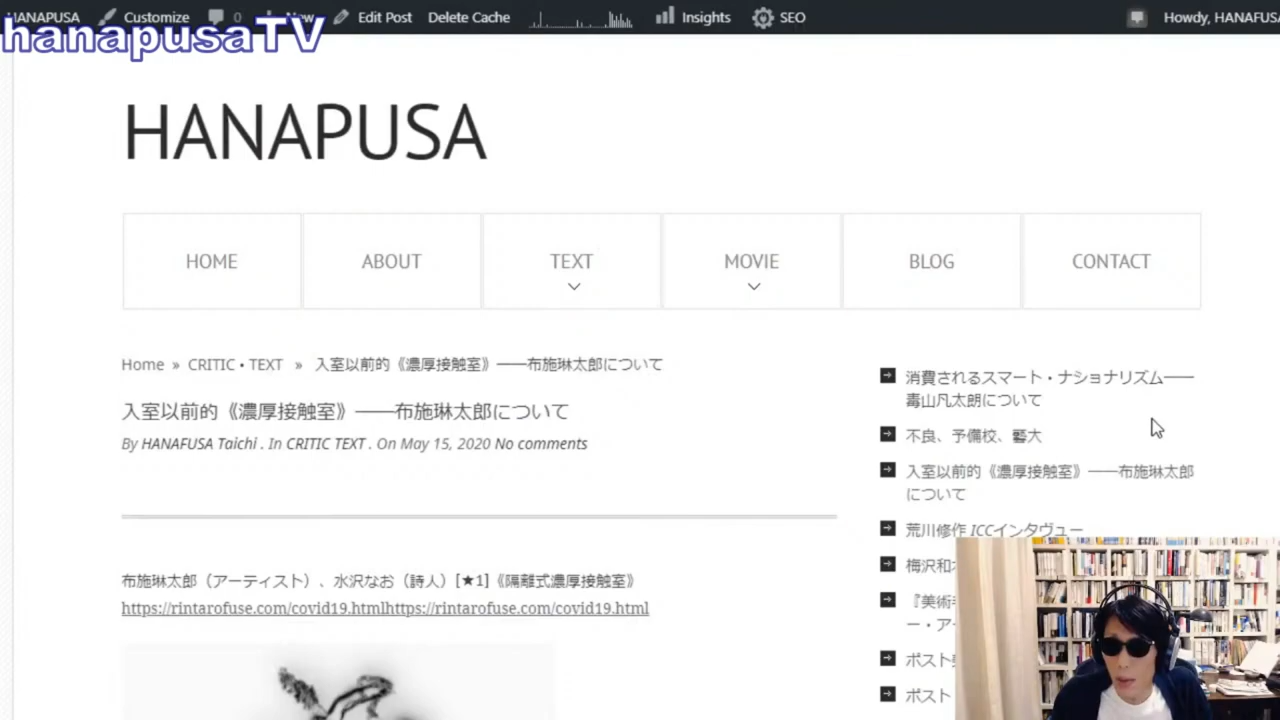 HANAPUSA Customize 0 New Edit Post Delete Cache Insights SEO Howdy, HANAFUSA
hanapusaTV
HANAPUSA
HOME ABOUT TEXT MOVIE BLOG CONTACT
Home » CRITIC • TEXT » 入室以前的《濃厚接触室》——布施琳太郎について
入室以前的《濃厚接触室》——布施琳太郎について
By HANAFUSA Taichi . In CRITIC TEXT . On May 15, 2020 No comments
布施琳太郎（アーティスト）、水沢なお（詩人）[★1]《隔離式濃厚接触室》
https://rintarofuse.com/covid19.htmlhttps://rintarofuse.com/covid19.html
消費されるスマート・ナショナリズム——
毒山凡太朗について
不良、予備校、藝大
入室以前的《濃厚接触室》——布施琳太郎
について
荒川修作 ICCインタヴュー
梅沢和
『美術
ー・ア
ポスト
ポスト